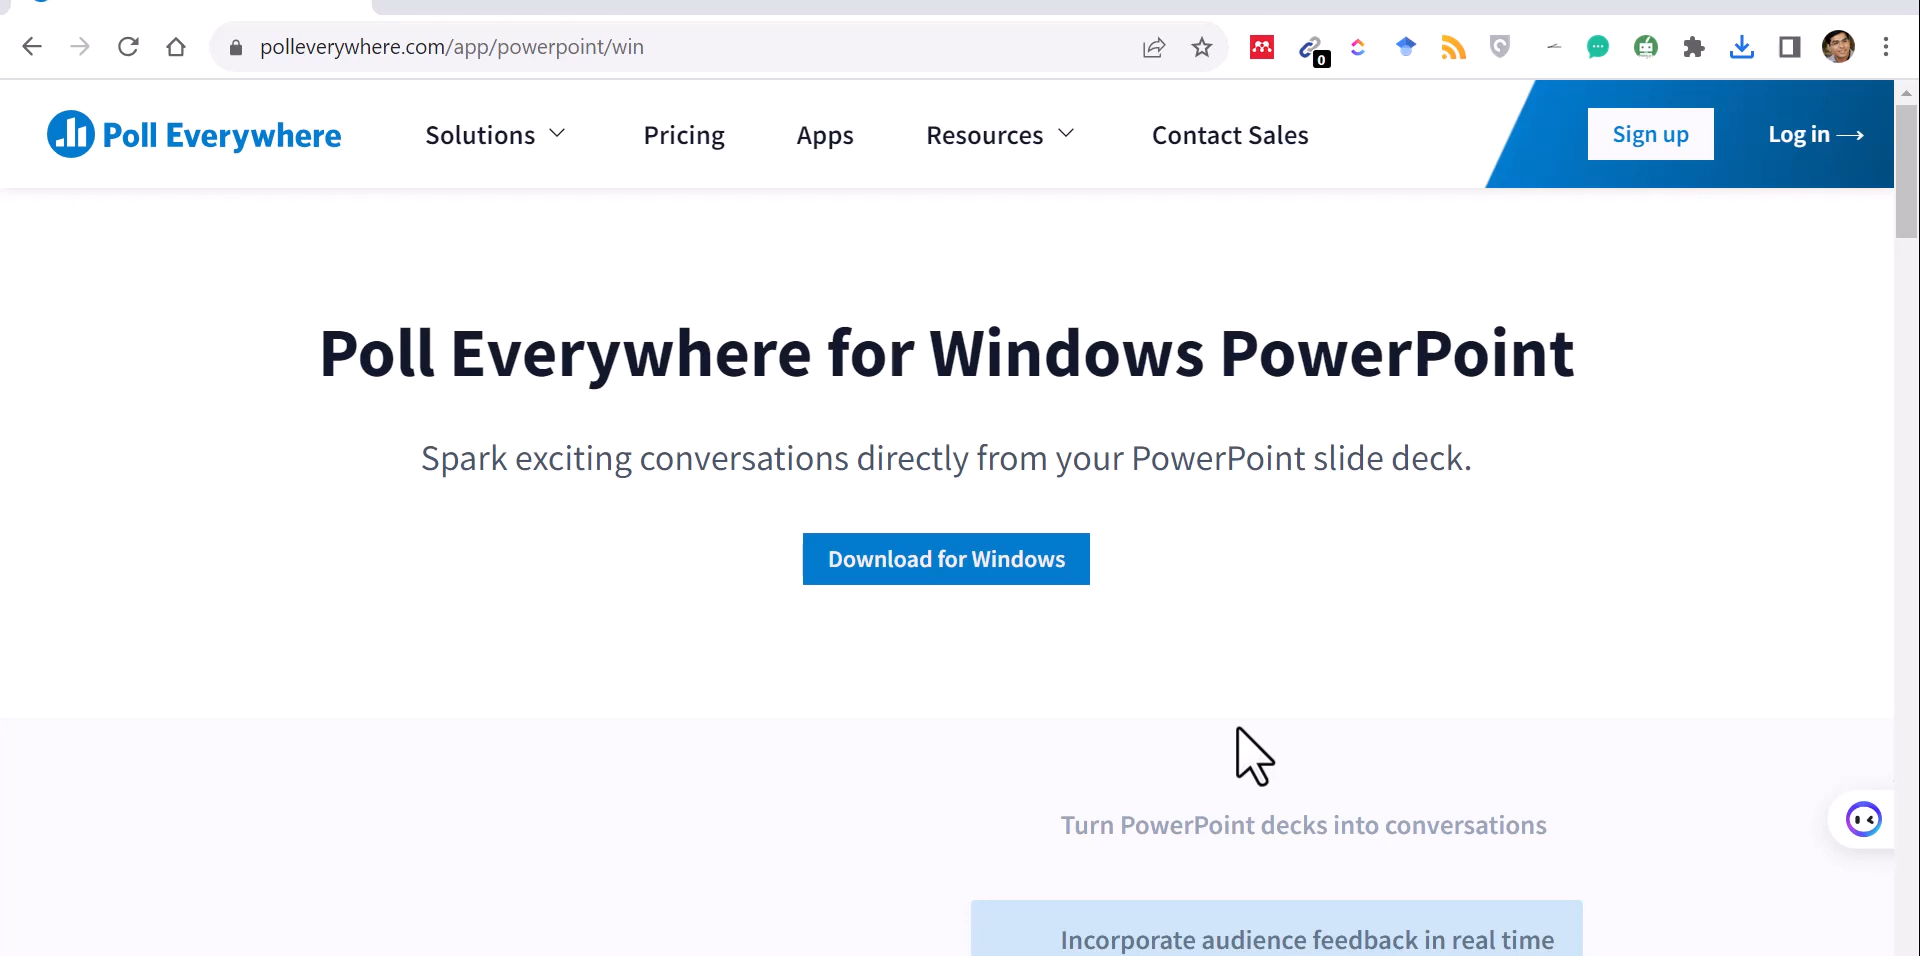 polleverywhere.com/app/powerpoint/win
0
Poll Everywhere
Solutions
Pricing
Apps
Resources
Contact Sales
Sign up
Log in
Poll Everywhere for Windows PowerPoint
Spark exciting conversations directly from your PowerPoint slide deck.
Download for Windows
Turn PowerPoint decks into conversations
Incorporate audience feedback in real time